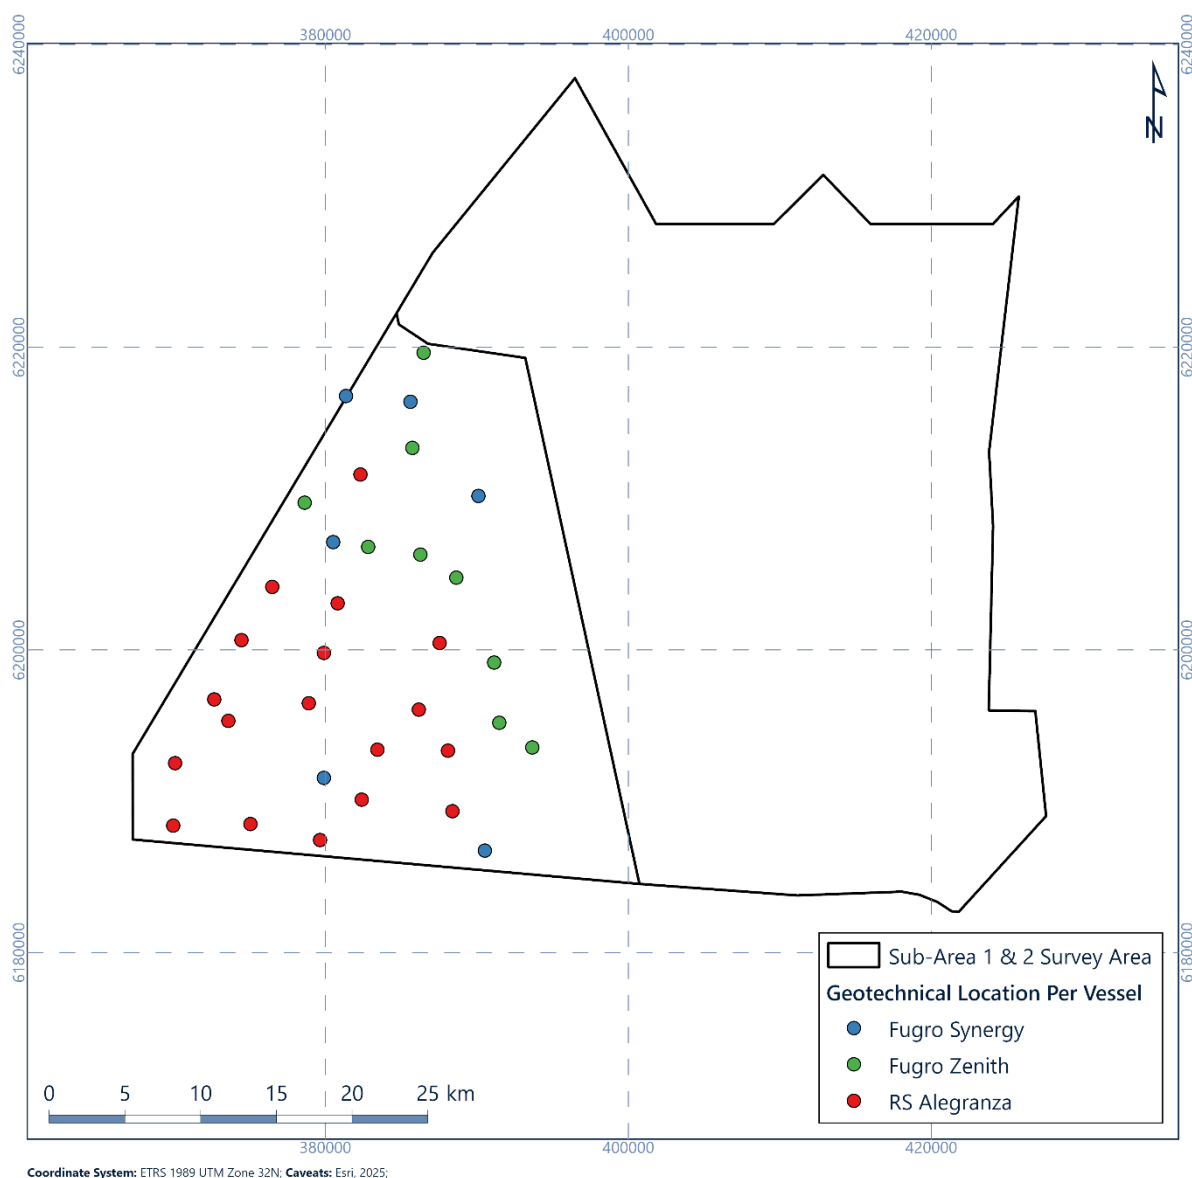 380000 400000 420000
6240000 6240000
N
6220000 6220000
6200000 6200000
6180000 6180000
Sub-Area 1 & 2 Survey Area
Geotechnical Location Per Vessel
Fugro Synergy
Fugro Zenith
RS Alegranza
0 5 10 15 20 25 km
380000 400000 420000
Coordinate System: ETRS 1989 UTM Zone 32N; Caveats: Esri, 2025;